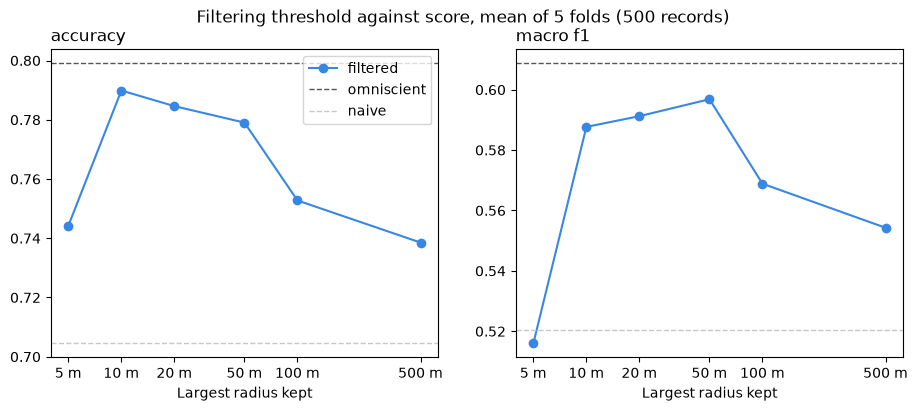 Filtering threshold against score, mean of 5 folds (500 records)
accuracy
0.80
0.78
0.76
0.74
0.72
0.70
5 m 10 m 20 m 50 m 100 m 500 m
Largest radius kept
filtered
omniscient
naive
macro f1
0.60
0.58
0.56
0.54
0.52
5 m 10 m 20 m 50 m 100 m 500 m
Largest radius kept